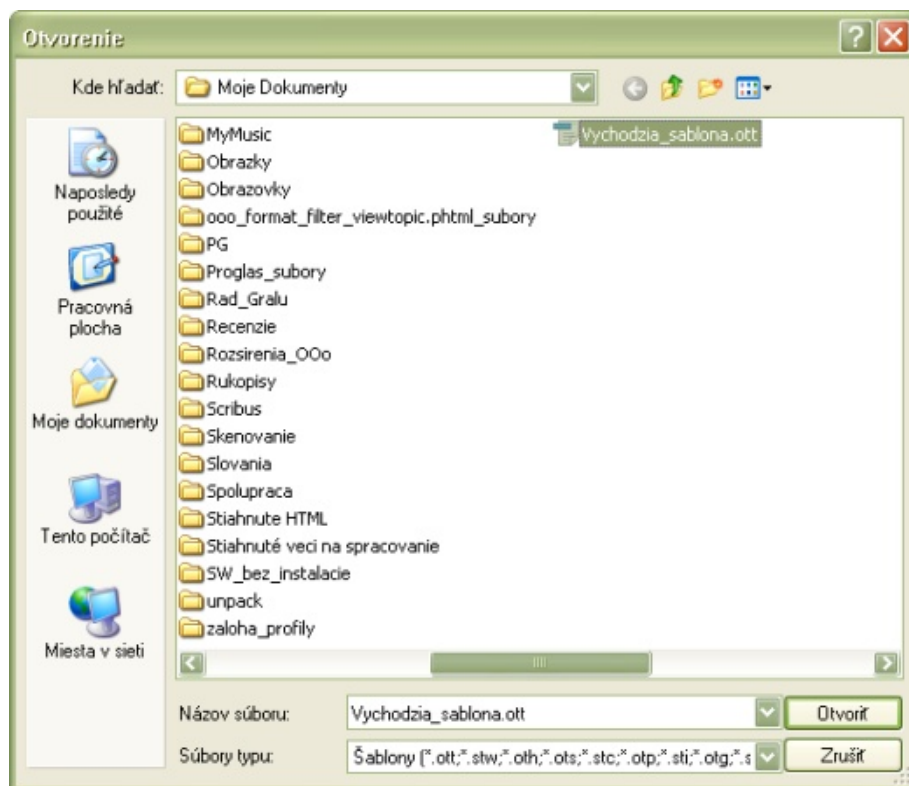 Otvorenie
Kde hľadať:
Moje Dokumenty
Naposledy
použité
Pracovná
plocha
Moje dokumenty
Tento počítač
Miesta v sieti
MyMusic
Obrazky
Obrazovky
ooo_format_filter_viewtopic.phtml_subory
PG
Proglas_subory
Rad_Gralu
Recenzie
Rozsirenia_OOo
Rukopisy
Scribus
Skenovanie
Slovania
Spolupraca
Stiahnute HTML
Stiahnuté veci na spracovanie
SW_bez_instalacie
unpack
zaloha_profily
Vychodzia_sablona.ott
Názov súboru:
Vychodzia_sablona.ott
Otvoriť
Súbory typu:
Šablony (*.ott;*.stw;*.oth;*.ots;*.stc;*.otp;*.sti;*.otg;*.s
Zrušiť